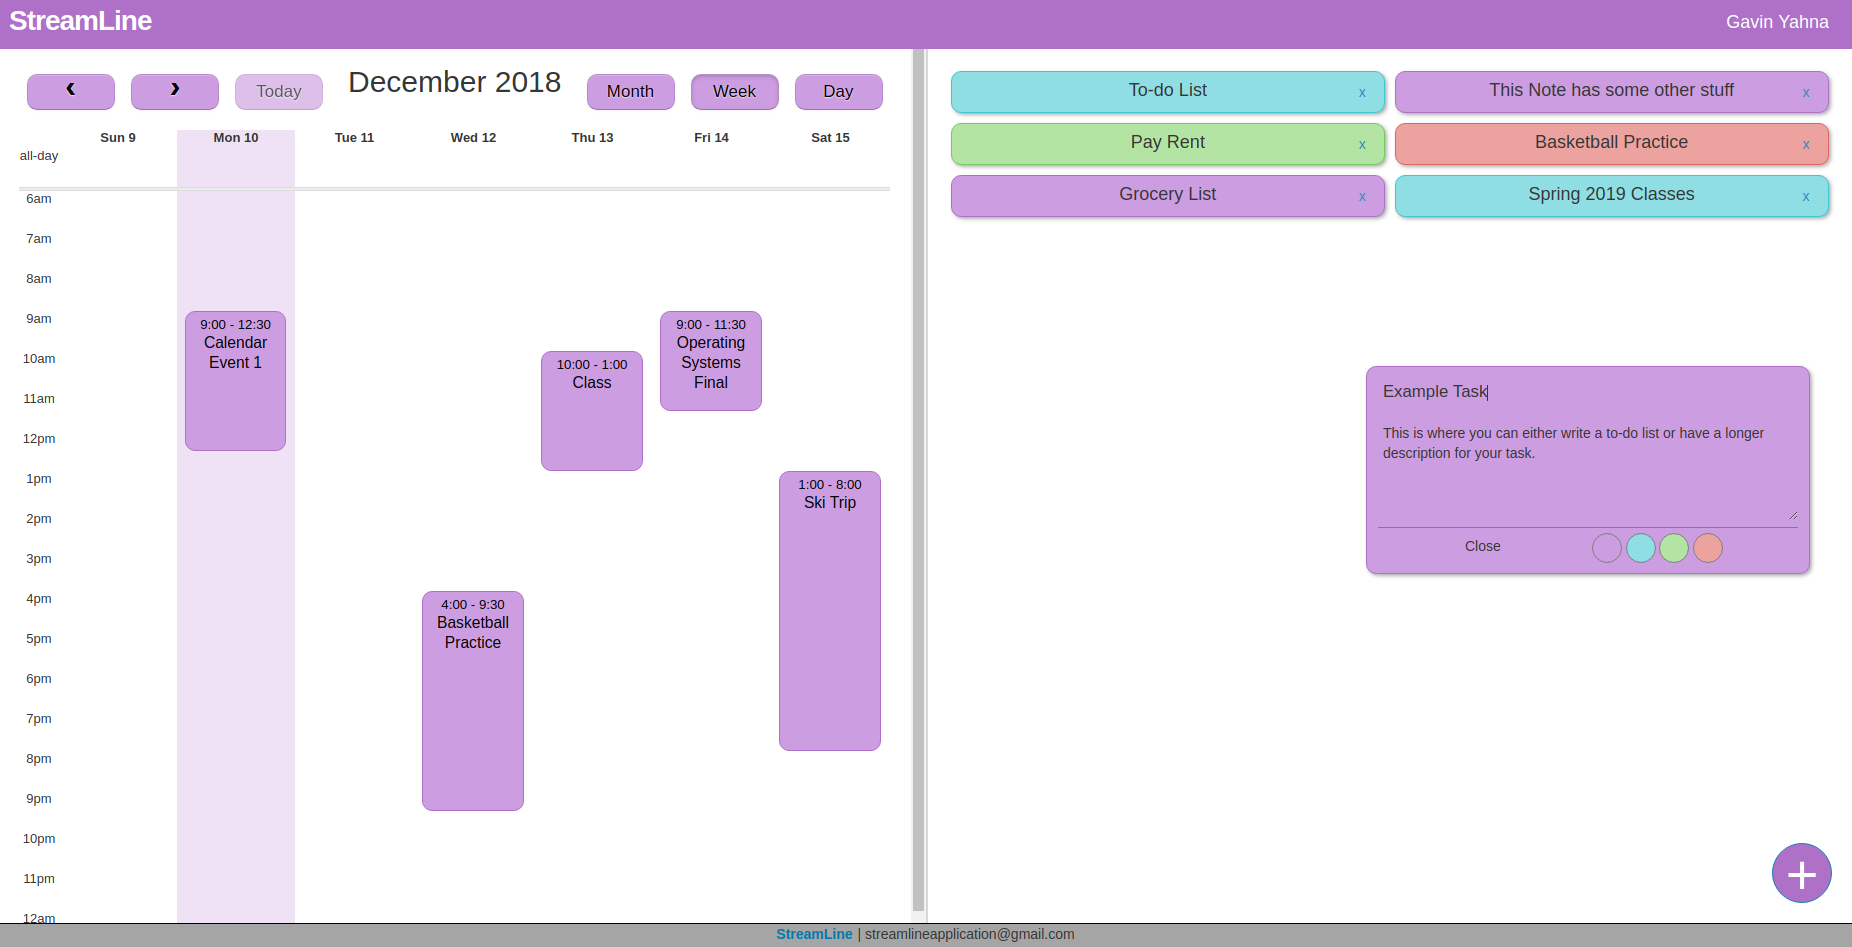 StreamLine
Gavin Yahna
‹ › Today December 2018 Month Week Day
Sun 9 Mon 10 Tue 11 Wed 12 Thu 13 Fri 14 Sat 15
all-day
6am
7am
8am
9am
10am
11am
12pm
1pm
2pm
3pm
4pm
5pm
6pm
7pm
8pm
9pm
10pm
11pm
12am
9:00 - 12:30
Calendar
Event 1
4:00 - 9:30
Basketball
Practice
10:00 - 1:00
Class
9:00 - 11:30
Operating
Systems
Final
1:00 - 8:00
Ski Trip
To-do List x
This Note has some other stuff x
Pay Rent x
Basketball Practice x
Grocery List x
Spring 2019 Classes x
Example Task
This is where you can either write a to-do list or have a longer
description for your task.
Close
+
StreamLine | streamlineapplication@gmail.com